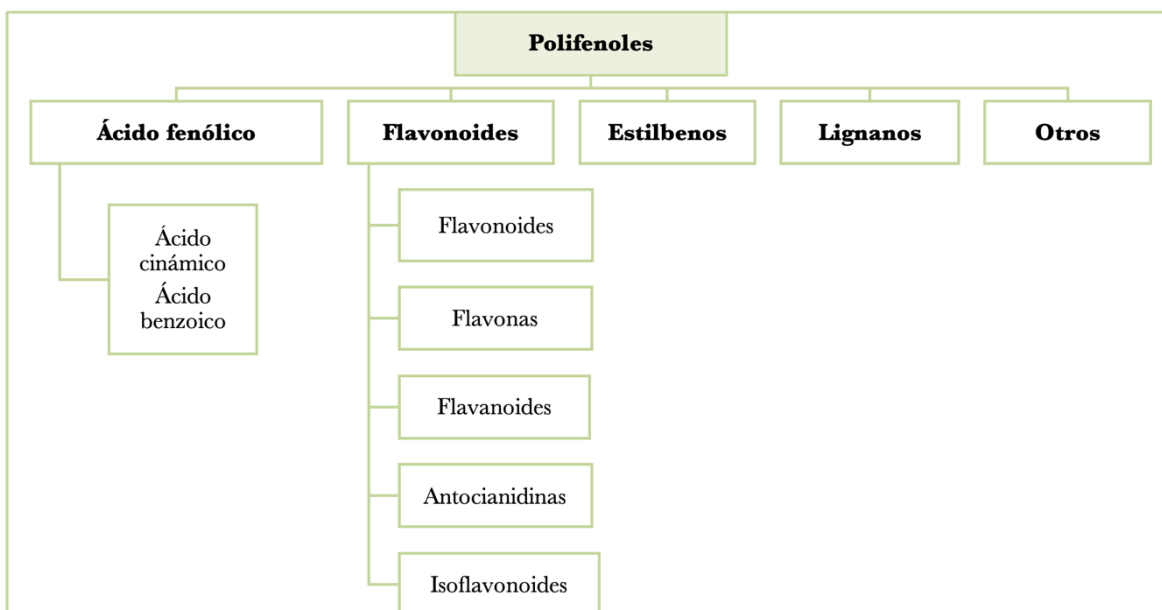 Polifenoles
Ácido fenólico
Flavonoides
Estilbenos
Lignanos
Otros
Ácido
cinámico
Ácido
benzoico
Flavonoides
Flavonas
Flavanoides
Antocianidinas
Isoflavonoides